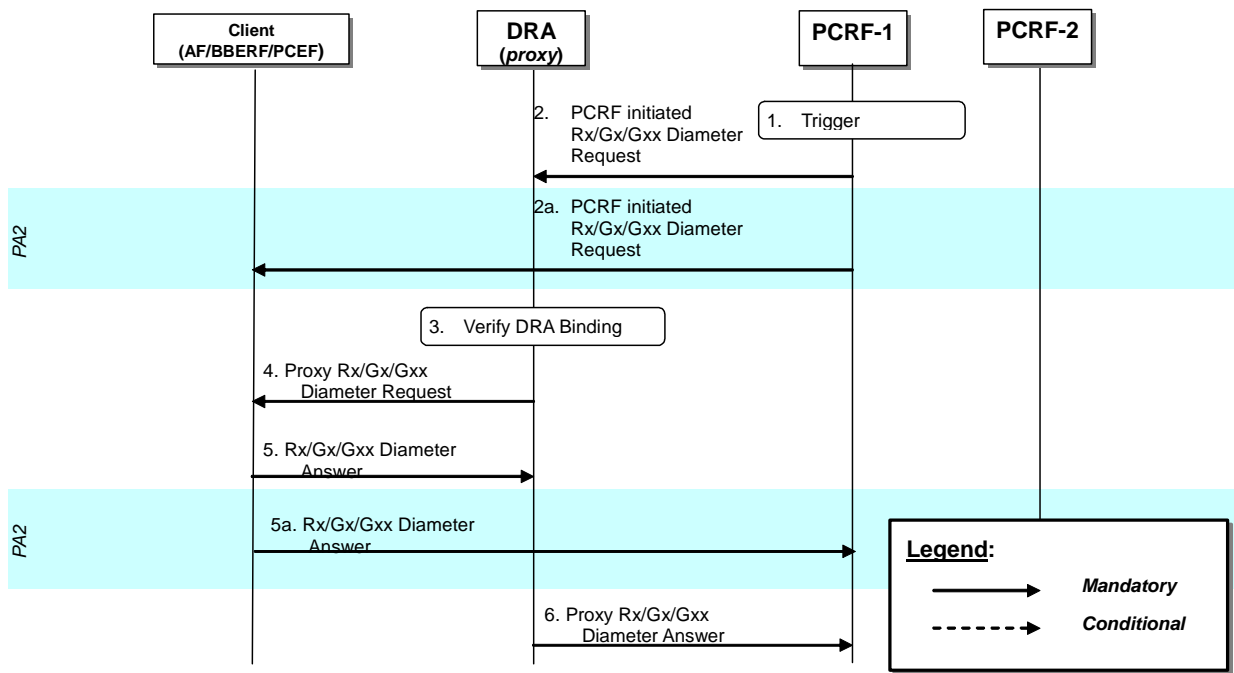 Client
(AF/BBERF/PCEF)
DRA
(proxy)
PCRF-1
PCRF-2
1. Trigger
2. PCRF initiated
Rx/Gx/Gxx Diameter
Request
PA2
2a. PCRF initiated
Rx/Gx/Gxx Diameter
Request
3. Verify DRA Binding
4. Proxy Rx/Gx/Gxx
Diameter Request
5. Rx/Gx/Gxx Diameter
Answer
PA2
5a. Rx/Gx/Gxx Diameter
Answer
6. Proxy Rx/Gx/Gxx
Diameter Answer
Legend:
Mandatory
Conditional